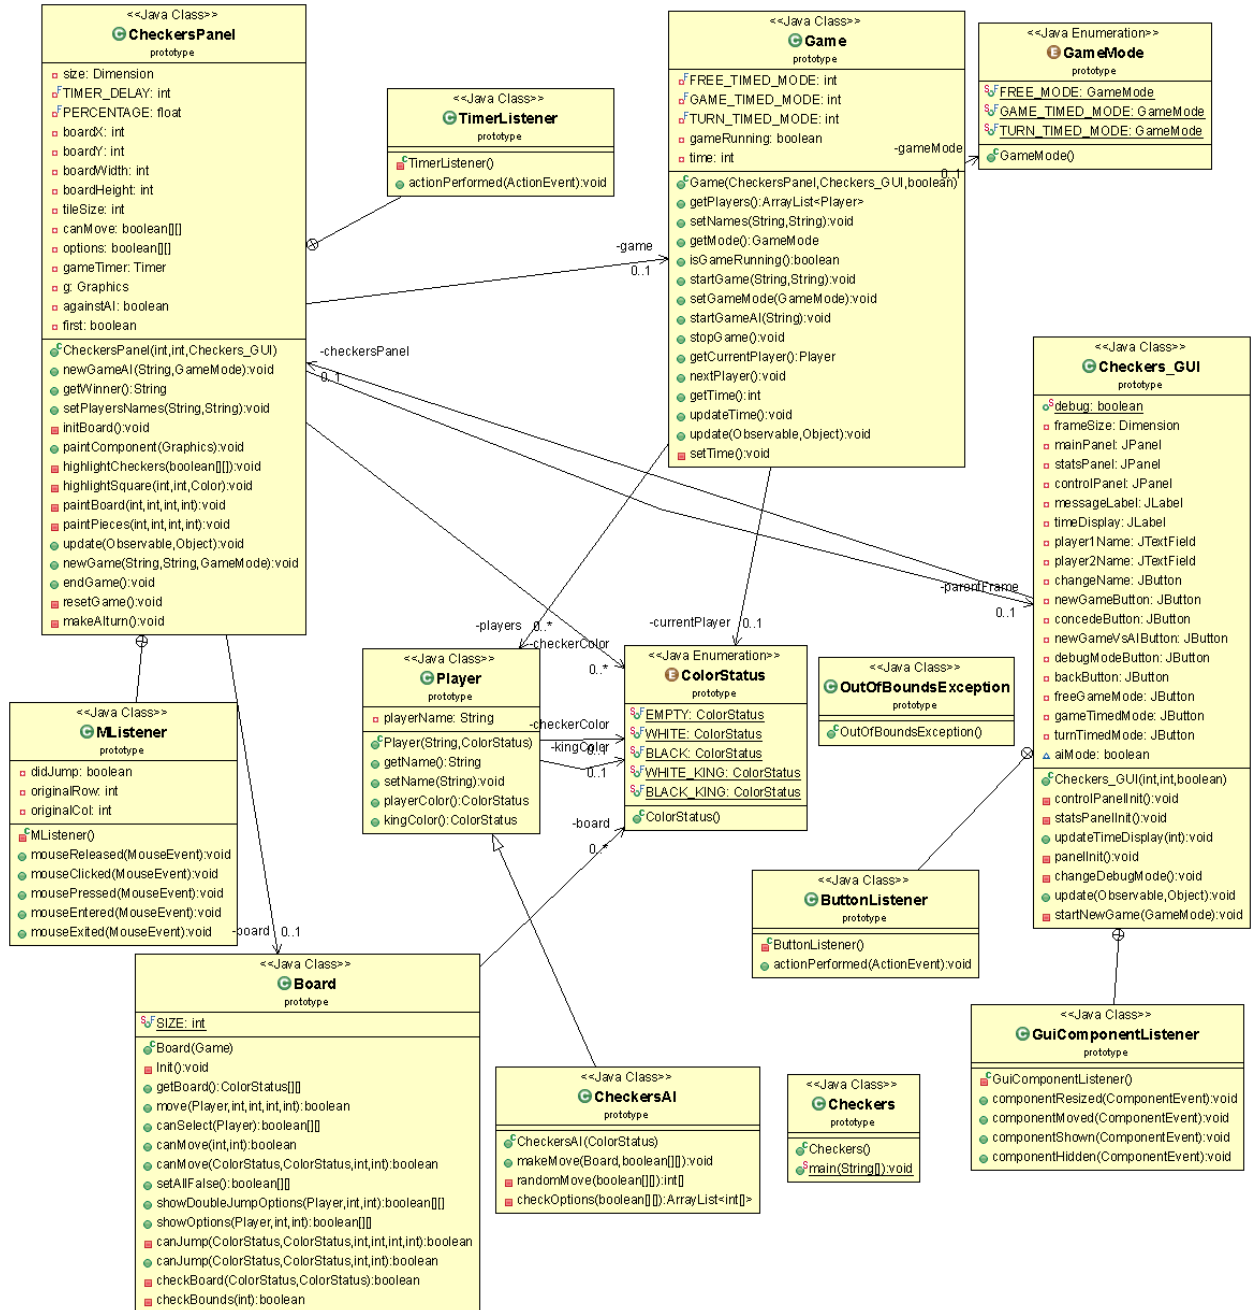 <<Java Class>>
CheckersPanel
prototype
size: Dimension
TIMER_DELAY: int
PERCENTAGE: float
boardX: int
boardY: int
boardWidth: int
boardHeight: int
tileSize: int
canMove: boolean[][]
options: boolean[][]
gameTimer: Timer
g: Graphics
againstAI: boolean
first: boolean
CheckersPanel(int,int,Checkers_GUI)
newGameAI(String,GameMode):void
getWinner():String
setPlayersNames(String,String):void
initBoard():void
paintComponent(Graphics):void
highlightCheckers(boolean[][]):void
highlightSquare(int,int,Color):void
paintBoard(int,int,int,int):void
paintPieces(int,int,int,int):void
update(Observable,Object):void
newGame(String,String,GameMode):void
endGame():void
resetGame():void
makeAIturn():void
<<Java Class>>
TimerListener
prototype
TimerListener()
actionPerformed(ActionEvent):void
<<Java Class>>
Game
prototype
FREE_TIMED_MODE: int
GAME_TIMED_MODE: int
TURN_TIMED_MODE: int
gameRunning: boolean
time: int
Game(CheckersPanel,Checkers_GUI,boolean)
getPlayers():ArrayList<Player>
setNames(String,String):void
getMode():GameMode
isGameRunning():boolean
startGame(String,String):void
setGameMode(GameMode):void
startGameAI(String):void
stopGame():void
getCurrentPlayer():Player
nextPlayer():void
getTime():int
updateTime():void
update(Observable,Object):void
setTime():void
<<Java Enumeration>>
GameMode
prototype
FREE_MODE: GameMode
GAME_TIMED_MODE: GameMode
TURN_TIMED_MODE: GameMode
GameMode()
-gameMode
0..1
-game
0..1
-checkersPanel
0..1
-parentFrame
0..1
<<Java Class>>
Checkers_GUI
prototype
debug: boolean
frameSize: Dimension
mainPanel: JPanel
statsPanel: JPanel
controlPanel: JPanel
messageLabel: JLabel
timeDisplay: JLabel
player1Name: JTextField
player2Name: JTextField
changeName: JButton
newGameButton: JButton
concedeButton: JButton
newGameVsAIButton: JButton
debugModeButton: JButton
backButton: JButton
freeGameMode: JButton
gameTimedMode: JButton
turnTimedMode: JButton
aiMode: boolean
Checkers_GUI(int,int,boolean)
controlPanelInit():void
statsPanelInit():void
updateTimeDisplay(int):void
panelInit():void
changeDebugMode():void
update(Observable,Object):void
startNewGame(GameMode):void
-players 0..*
-checkerColor
0..*
-currentPlayer 0..1
<<Java Class>>
Player
prototype
playerName: String
Player(String,ColorStatus)
getName():String
setName(String):void
playerColor():ColorStatus
kingColor():ColorStatus
-checkerColor
0..1
-kingColor
0..1
<<Java Enumeration>>
ColorStatus
prototype
EMPTY: ColorStatus
WHITE: ColorStatus
BLACK: ColorStatus
WHITE_KING: ColorStatus
BLACK_KING: ColorStatus
ColorStatus()
<<Java Class>>
OutOfBoundsException
prototype
OutOfBoundsException()
-board
0..*
<<Java Class>>
MListener
prototype
didJump: boolean
originalRow: int
originalCol: int
MListener()
mouseReleased(MouseEvent):void
mouseClicked(MouseEvent):void
mousePressed(MouseEvent):void
mouseEntered(MouseEvent):void
mouseExited(MouseEvent):void
-board 0..1
<<Java Class>>
ButtonListener
prototype
ButtonListener()
actionPerformed(ActionEvent):void
<<Java Class>>
Board
prototype
SIZE: int
Board(Game)
Init():void
getBoard():ColorStatus[][]
move(Player,int,int,int,int):boolean
canSelect(Player):boolean[][]
canMove(int,int):boolean
canMove(ColorStatus,ColorStatus,int,int):boolean
setAllFalse():boolean[][]
showDoubleJumpOptions(Player,int,int):boolean[][]
showOptions(Player,int,int):boolean[][]
canJump(ColorStatus,ColorStatus,int,int,int,int):boolean
canJump(ColorStatus,ColorStatus,int,int):boolean
checkBoard(ColorStatus,ColorStatus):boolean
checkBounds(int):boolean
<<Java Class>>
CheckersAI
prototype
CheckersAI(ColorStatus)
makeMove(Board,boolean[][]):void
randomMove(boolean[][]):int[]
checkOptions(boolean[][]):ArrayList<int[]>
<<Java Class>>
Checkers
prototype
Checkers()
main(String[]):void
<<Java Class>>
GuiComponentListener
prototype
GuiComponentListener()
componentResized(ComponentEvent):void
componentMoved(ComponentEvent):void
componentShown(ComponentEvent):void
componentHidden(ComponentEvent):void